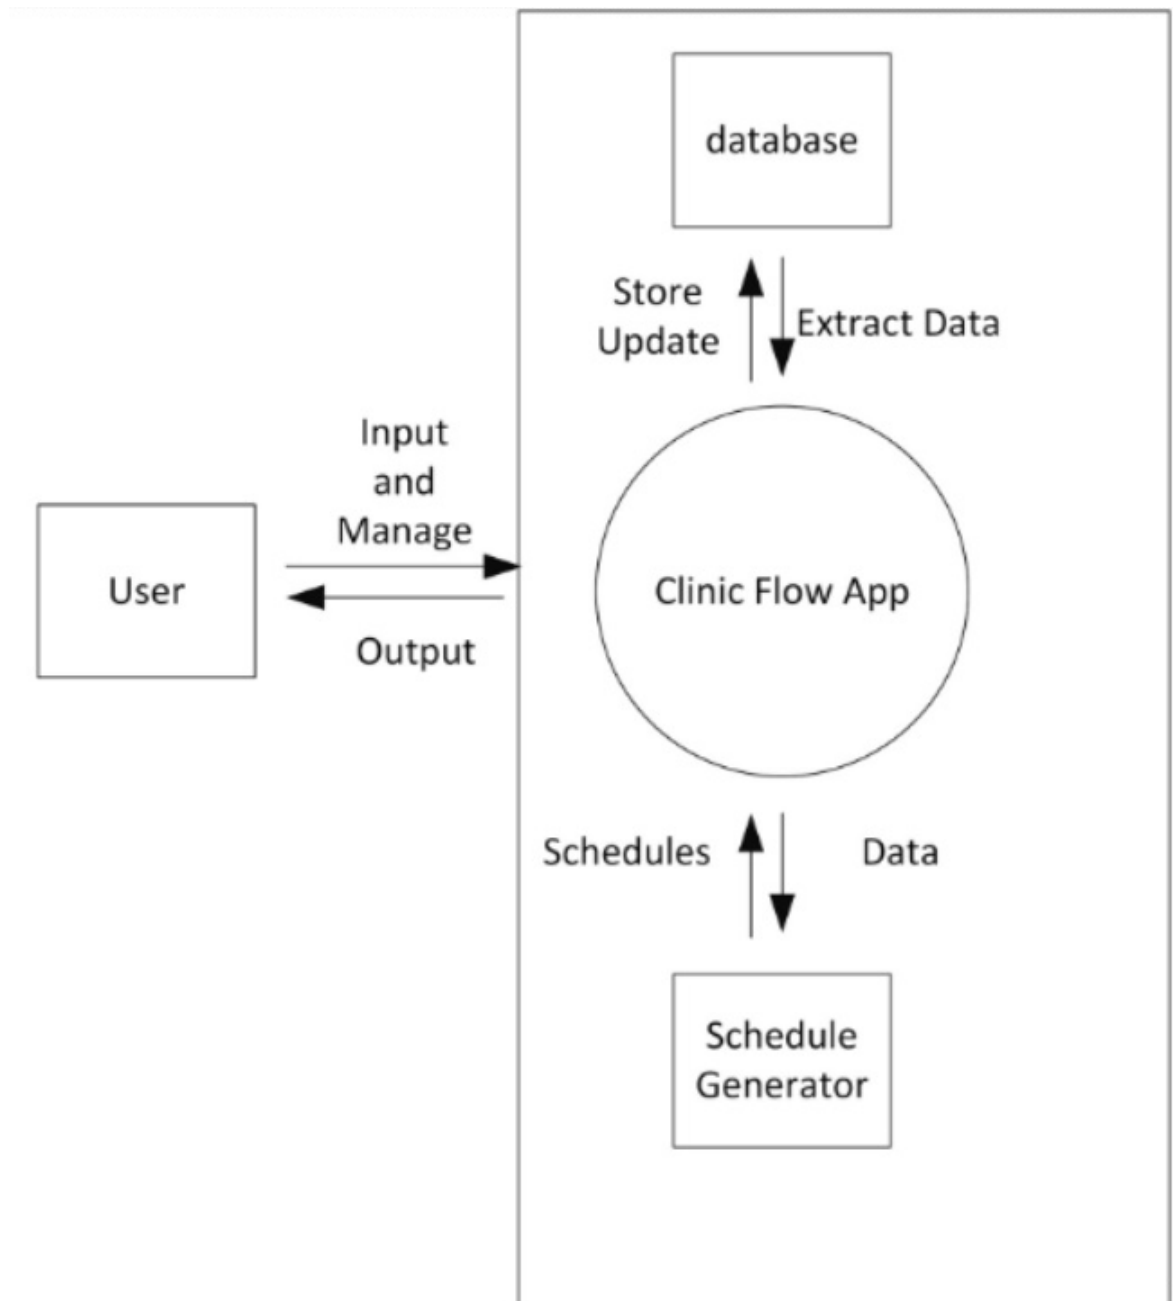 database
Store
Update
Extract Data
Input
and
Manage
User
Clinic Flow App
Output
Schedules
Data
Schedule
Generator